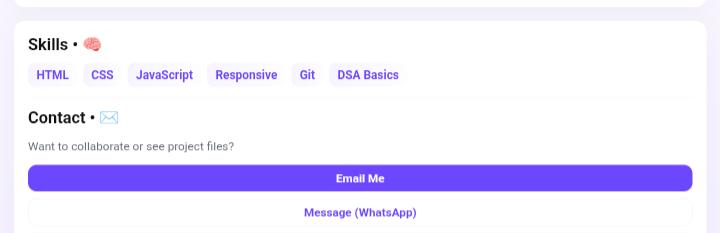 Skills • 🧠
HTML CSS JavaScript Responsive Git DSA Basics
Contact • ✉️
Want to collaborate or see project files?
Email Me
Message (WhatsApp)